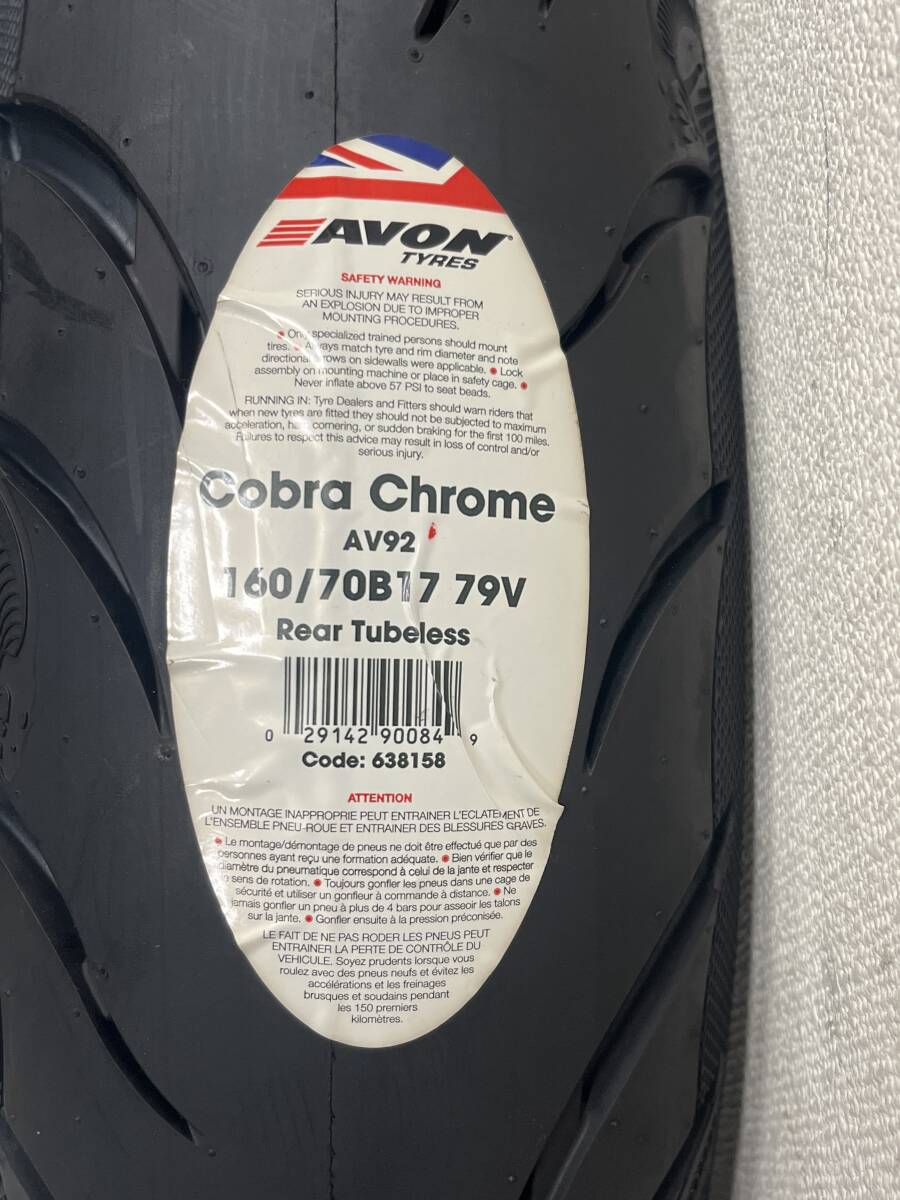 AVON
TYRES
SAFETY WARNING
SERIOUS INJURY MAY RESULT FROM
AN EXPLOSION DUE TO IMPROPER
MOUNTING PROCEDURES.
• Only specialized trained persons should mount
tires. • Always match tyre and rim diameter and note
directional rows on sidewalls were applicable. • Lock
assembly on mounting machine or place in safety cage. •
Never inflate above 57 PSI to seat beads.
RUNNING IN: Tyre Dealers and Fitters should warn riders that
when new tyres are fitted they should not be subjected to maximum
acceleration, hard cornering, or sudden braking for the first 100 miles.
Failures to respect this advice may result in loss of control and/or
serious injury.
Cobra Chrome
AV92
160/70B17 79V
Rear Tubeless
0 29142 90084 9
Code: 638158
ATTENTION
UN MONTAGE INAPPROPRIE PEUT ENTRAINER L'ECLATEMENT DE
L'ENSEMBLE PNEU-ROUE ET ENTRAINER DES BLESSURES GRAVES.
• Le montage/démontage de pneus ne doit être effectué que par des
personnes ayant reçu une formation adéquate. • Bien vérifier que le
diamètre du pneumatique correspond à celui de la jante et respecter
e sens de rotation. • Toujours gonfler les pneus dans une cage de
sécurité et utiliser un gonfleur à commande à distance. • Ne
jamais gonfler un pneu à plus de 4 bars pour asseoir les talons
sur la jante. • Gonfler ensuite à la pression préconisée.
LE FAIT DE NE PAS RODER LES PNEUS PEUT
ENTRAINER LA PERTE DE CONTRÔLE DU
VEHICULE. Soyez prudents lorsque vous
roulez avec des pneus neufs et évitez les
accélérations et les freinages
brusques et soudains pendant
les 150 premiers
kilomètres.